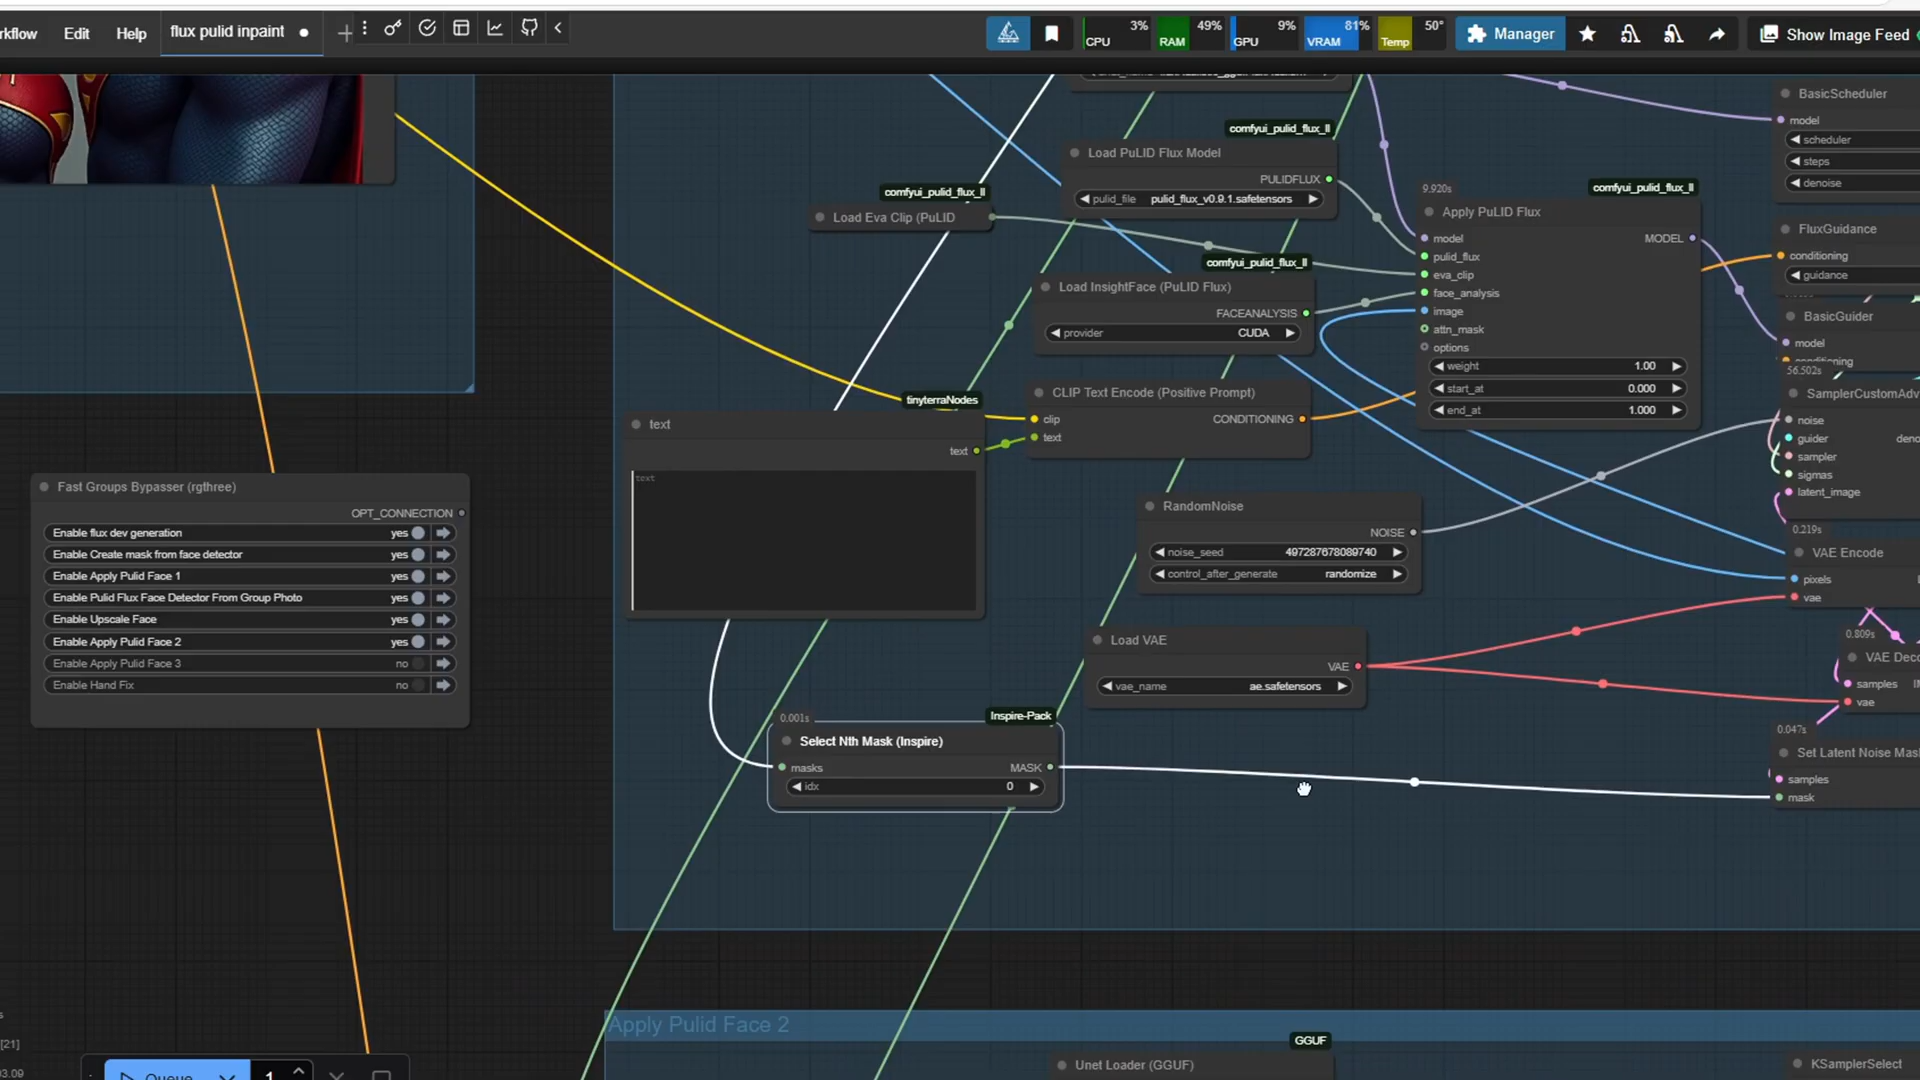 rkflow
Edit
Help
flux pulid inpaint
CPU
3%
RAM
49%
GPU
9%
VRAM
81%
Temp
50°
Manager
Show Image Feed
comfyui_pulid_flux_ll
Load PuLID Flux Model
PULIDFLUX
pulid_file
pulid_flux_v0.9.1.safetensors
comfyui_pulid_flux_ll
Load Eva Clip (PuLID
comfyui_pulid_flux_ll
Load InsightFace (PuLID Flux)
FACEANALYSIS
provider
CUDA
9.920s
comfyui_pulid_flux_ll
Apply PuLID Flux
model
MODEL
pulid_flux
eva_clip
face_analysis
image
attn_mask
options
weight
1.00
start_at
0.000
end_at
1.000
BasicScheduler
model
scheduler
steps
denoise
FluxGuidance
conditioning
guidance
BasicGuider
model
conditioning
56.502s
SamplerCustomAdv
noise
guider
deno
sampler
sigmas
latent_image
tinyterraNodes
text
text
text
CLIP Text Encode (Positive Prompt)
clip
CONDITIONING
text
Fast Groups Bypasser (rgthree)
OPT_CONNECTION
Enable flux dev generation
yes
Enable Create mask from face detector
yes
Enable Apply Pulid Face 1
yes
Enable Pulid Flux Face Detector From Group Photo
yes
Enable Upscale Face
yes
Enable Apply Pulid Face 2
yes
Enable Apply Pulid Face 3
no
Enable Hand Fix
no
RandomNoise
NOISE
noise_seed
497287678089740
control_after_generate
randomize
0.219s
VAE Encode
pixels
vae
Load VAE
VAE
vae_name
ae.safetensors
0.809s
VAE Deco
samples
IM
vae
0.001s
Inspire-Pack
Select Nth Mask (Inspire)
masks
MASK
idx
0
0.047s
Set Latent Noise Mas
samples
mask
Apply Pulid Face 2
GGUF
Unet Loader (GGUF)
KSamplerSelect
s
[21]
03.09
Queue
1